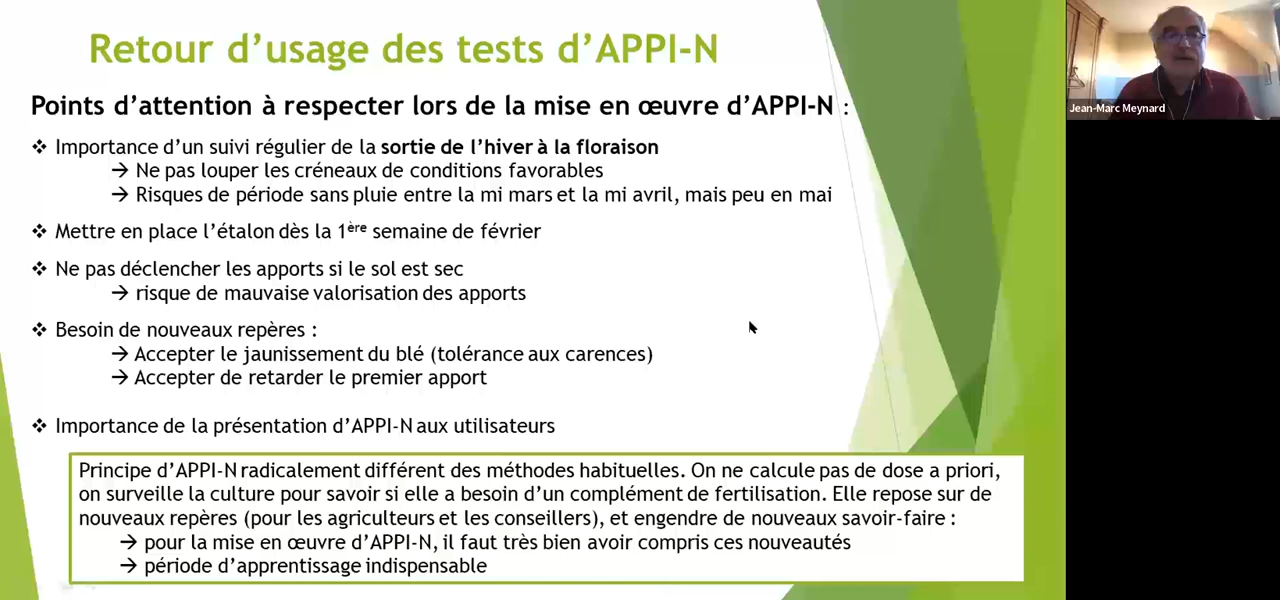 Retour d'usage des tests d'APPI-N
Points d'attention à respecter lors de la mise en œuvre d'APPI-N :
❖ Importance d'un suivi régulier de la sortie de l'hiver à la floraison
→ Ne pas louper les créneaux de conditions favorables
→ Risques de période sans pluie entre la mi mars et la mi avril, mais peu en mai
❖ Mettre en place l'étalon dès la 1ère semaine de février
❖ Ne pas déclencher les apports si le sol est sec
→ risque de mauvaise valorisation des apports
❖ Besoin de nouveaux repères :
→ Accepter le jaunissement du blé (tolérance aux carences)
→ Accepter de retarder le premier apport
❖ Importance de la présentation d'APPI-N aux utilisateurs
Principe d'APPI-N radicalement différent des méthodes habituelles. On ne calcule pas de dose a priori,
on surveille la culture pour savoir si elle a besoin d'un complément de fertilisation. Elle repose sur de
nouveaux repères (pour les agriculteurs et les conseillers), et engendre de nouveaux savoir-faire :
→ pour la mise en œuvre d'APPI-N, il faut très bien avoir compris ces nouveautés
→ période d'apprentissage indispensable
Jean-Marc Meynard